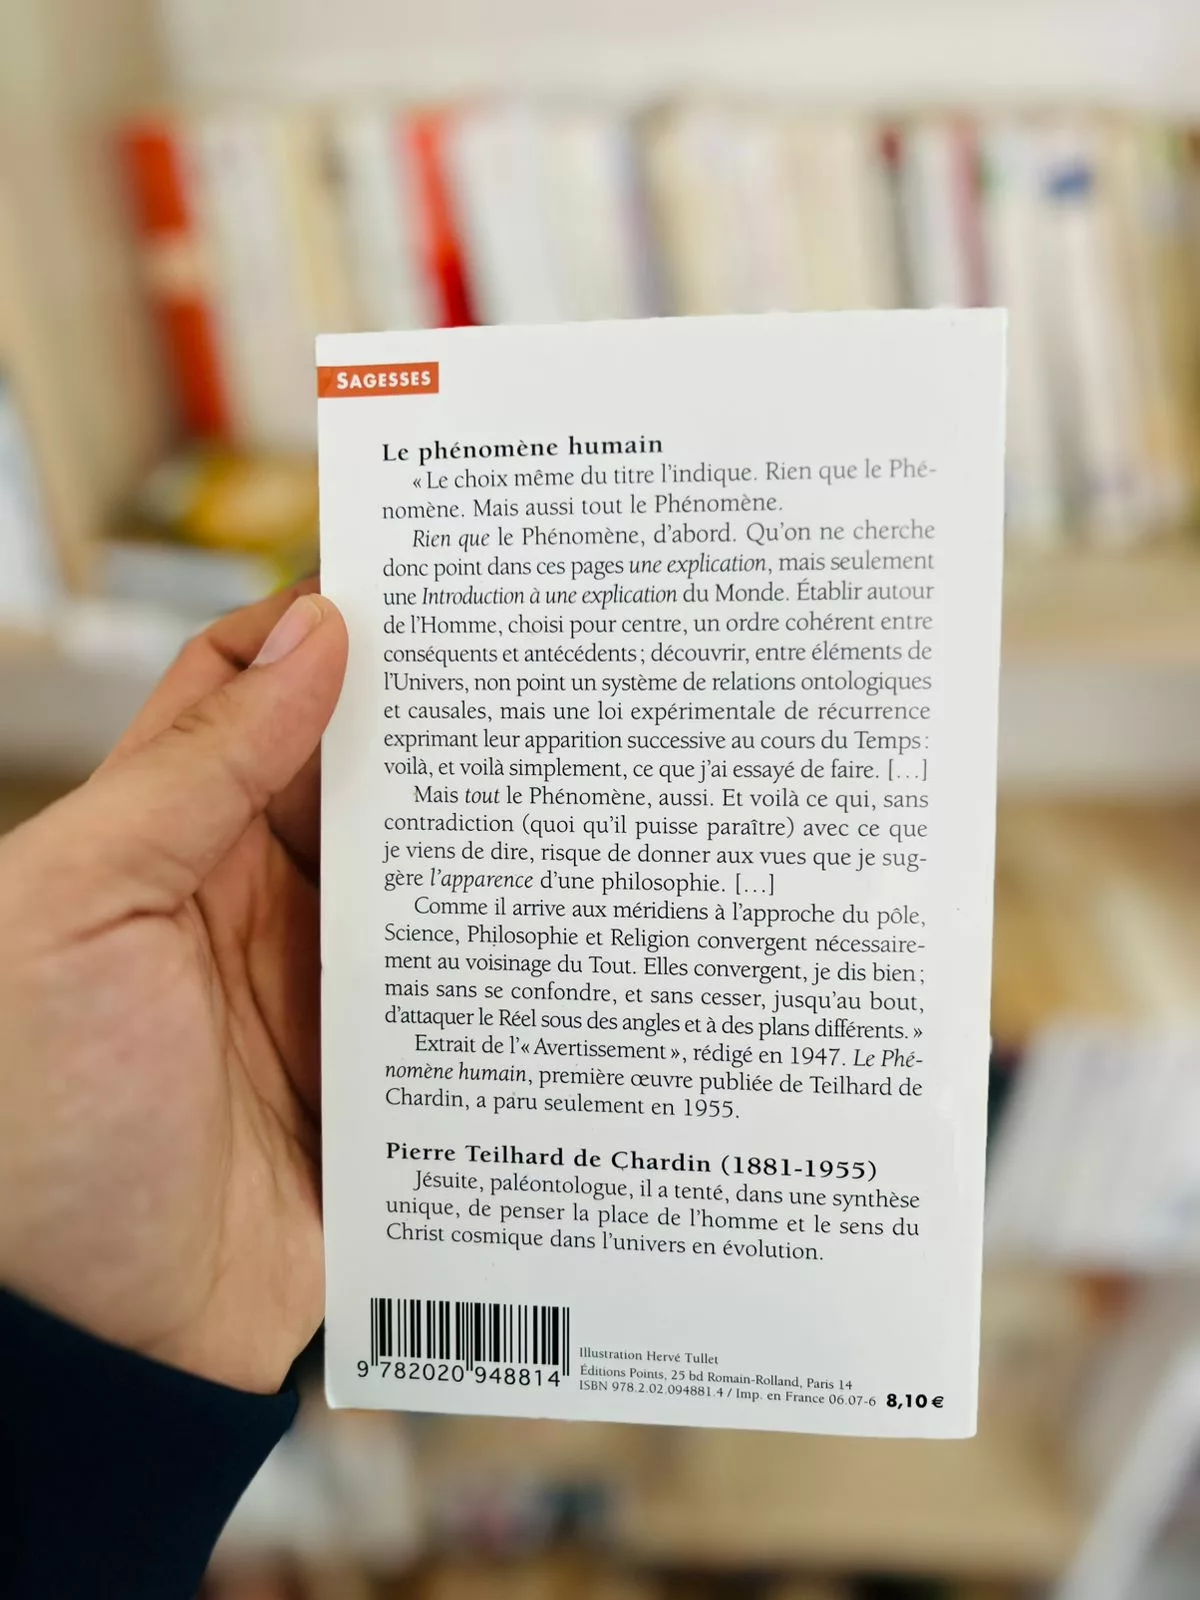 SAGESSES
Le phénomène humain
« Le choix même du titre l'indique. Rien que le Phé-
nomène. Mais aussi tout le Phénomène.
Rien que le Phénomène, d'abord. Qu'on ne cherche
donc point dans ces pages une explication, mais seulement
une Introduction à une explication du Monde. Établir autour
de l'Homme, choisi pour centre, un ordre cohérent entre
conséquents et antécédents ; découvrir, entre éléments de
l'Univers, non point un système de relations ontologiques
et causales, mais une loi expérimentale de récurrence
exprimant leur apparition successive au cours du Temps :
voilà, et voilà simplement, ce que j'ai essayé de faire. [...]
Mais tout le Phénomène, aussi. Et voilà ce qui, sans
contradiction (quoi qu'il puisse paraître) avec ce que
je viens de dire, risque de donner aux vues que je sug-
gère l'apparence d'une philosophie. [...]
Comme il arrive aux méridiens à l'approche du pôle,
Science, Philosophie et Religion convergent nécessaire-
ment au voisinage du Tout. Elles convergent, je dis bien ;
mais sans se confondre, et sans cesser, jusqu'au bout,
d'attaquer le Réel sous des angles et à des plans différents. »
Extrait de l'« Avertissement », rédigé en 1947. Le Phé-
nomène humain, première œuvre publiée de Teilhard de
Chardin, a paru seulement en 1955.
Pierre Teilhard de Chardin (1881-1955)
Jésuite, paléontologue, il a tenté, dans une synthèse
unique, de penser la place de l'homme et le sens du
Christ cosmique dans l'univers en évolution.
9 782020 948814
Illustration Hervé Tullet
Éditions Points, 25 bd Romain-Rolland, Paris 14
ISBN 978.2.02.094881.4 / Imp. en France 06.07-6 8,10 €